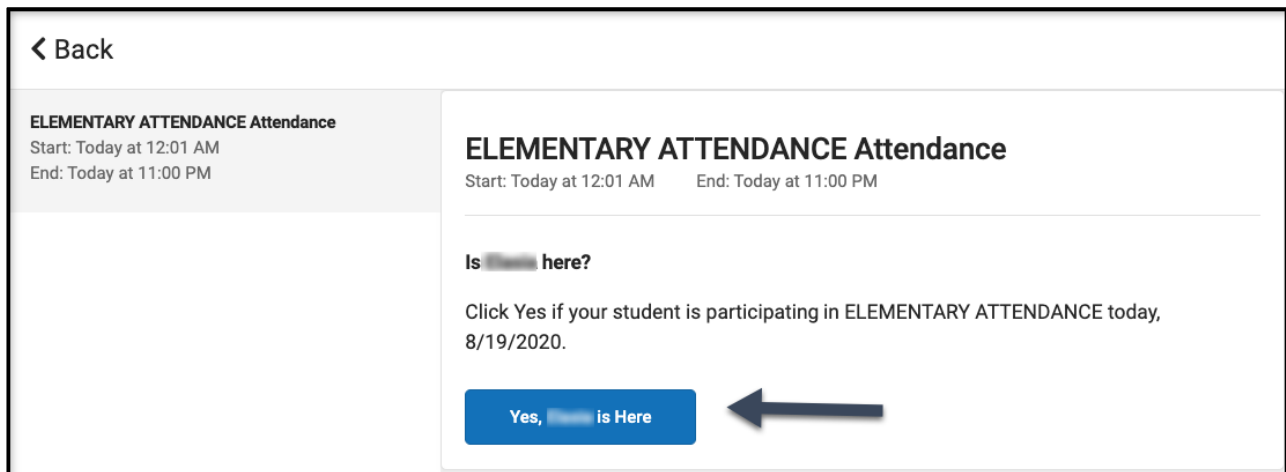 Back
ELEMENTARY ATTENDANCE Attendance
Start: Today at 12:01 AM
End: Today at 11:00 PM
ELEMENTARY ATTENDANCE Attendance
Start: Today at 12:01 AM End: Today at 11:00 PM
Is here?
Click Yes if your student is participating in ELEMENTARY ATTENDANCE today,
8/19/2020.
Yes, is Here